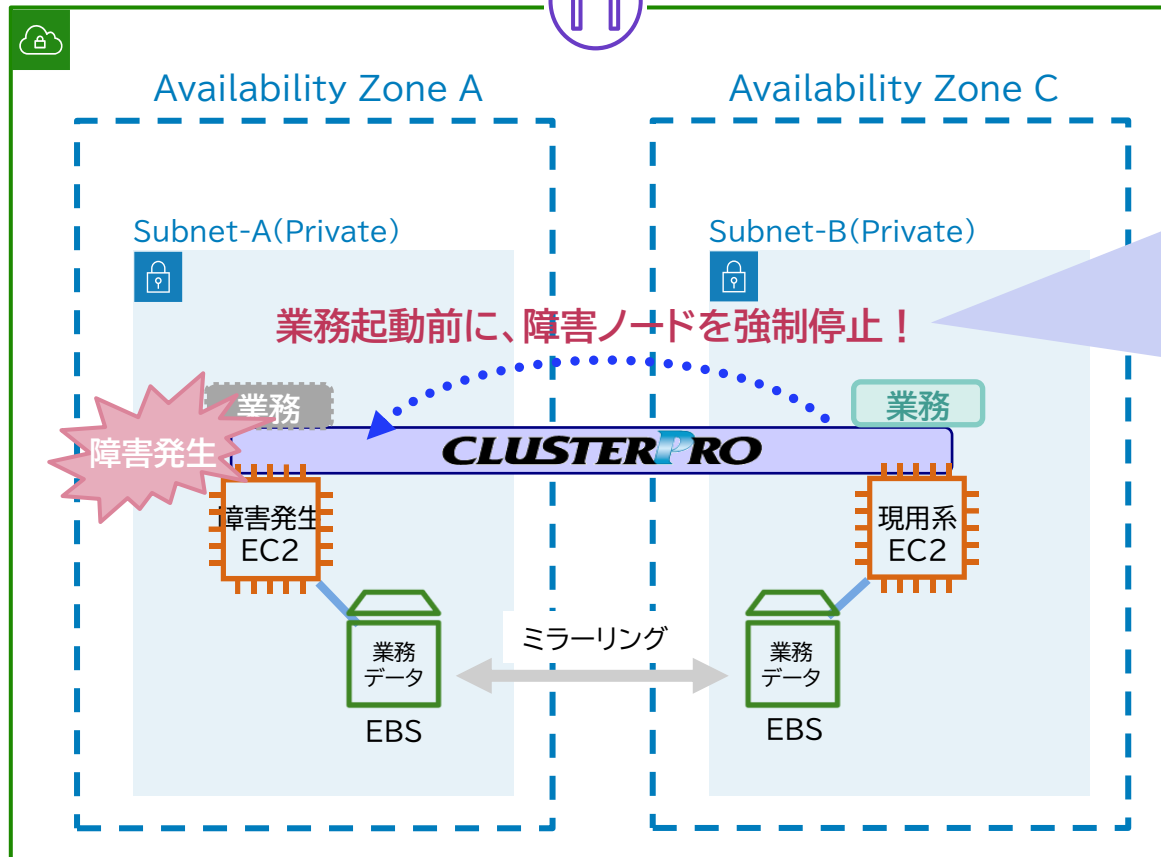 Availability Zone A
Availability Zone C
Subnet-A(Private)
Subnet-B(Private)
業務起動前に、障害ノードを強制停止！
業務
業務
障害発生
CLUSTERPRO
障害発生
EC2
現用系
EC2
ミラーリング
業務
データ
業務
データ
EBS
EBS